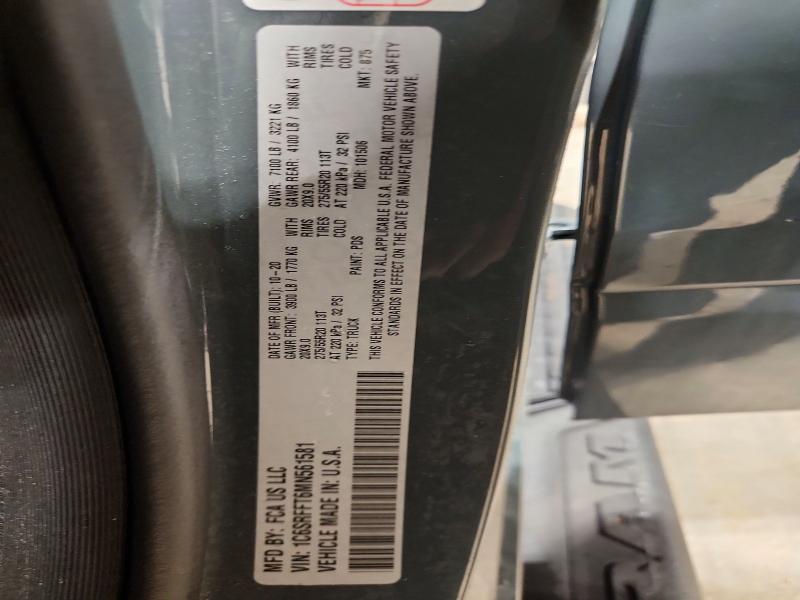 MFD BY: FCA US LLC
VIN: 1C6SRFFT6MN561581
VEHICLE MADE IN: U.S.A.
DATE OF MFR (BUILT): 10-20 GVWR: 7100 LB / 3221 KG
GAWR FRONT: 3900 LB / 1770 KG WITH GAWR REAR: 4100 LB / 1860 KG WITH
20X9.0 RIMS 20X9.0 RIMS
275/55R20 113T TIRES 275/55R20 113T TIRES
AT 220 kPa / 32 PSI COLD AT 220 kPa / 32 PSI COLD
TYPE: TRUCK PAINT: PDS MDH: 101506 MKT: 875
THIS VEHICLE CONFORMS TO ALL APPLICABLE U.S.A. FEDERAL MOTOR VEHICLE SAFETY
STANDARDS IN EFFECT ON THE DATE OF MANUFACTURE SHOWN ABOVE.
RAM